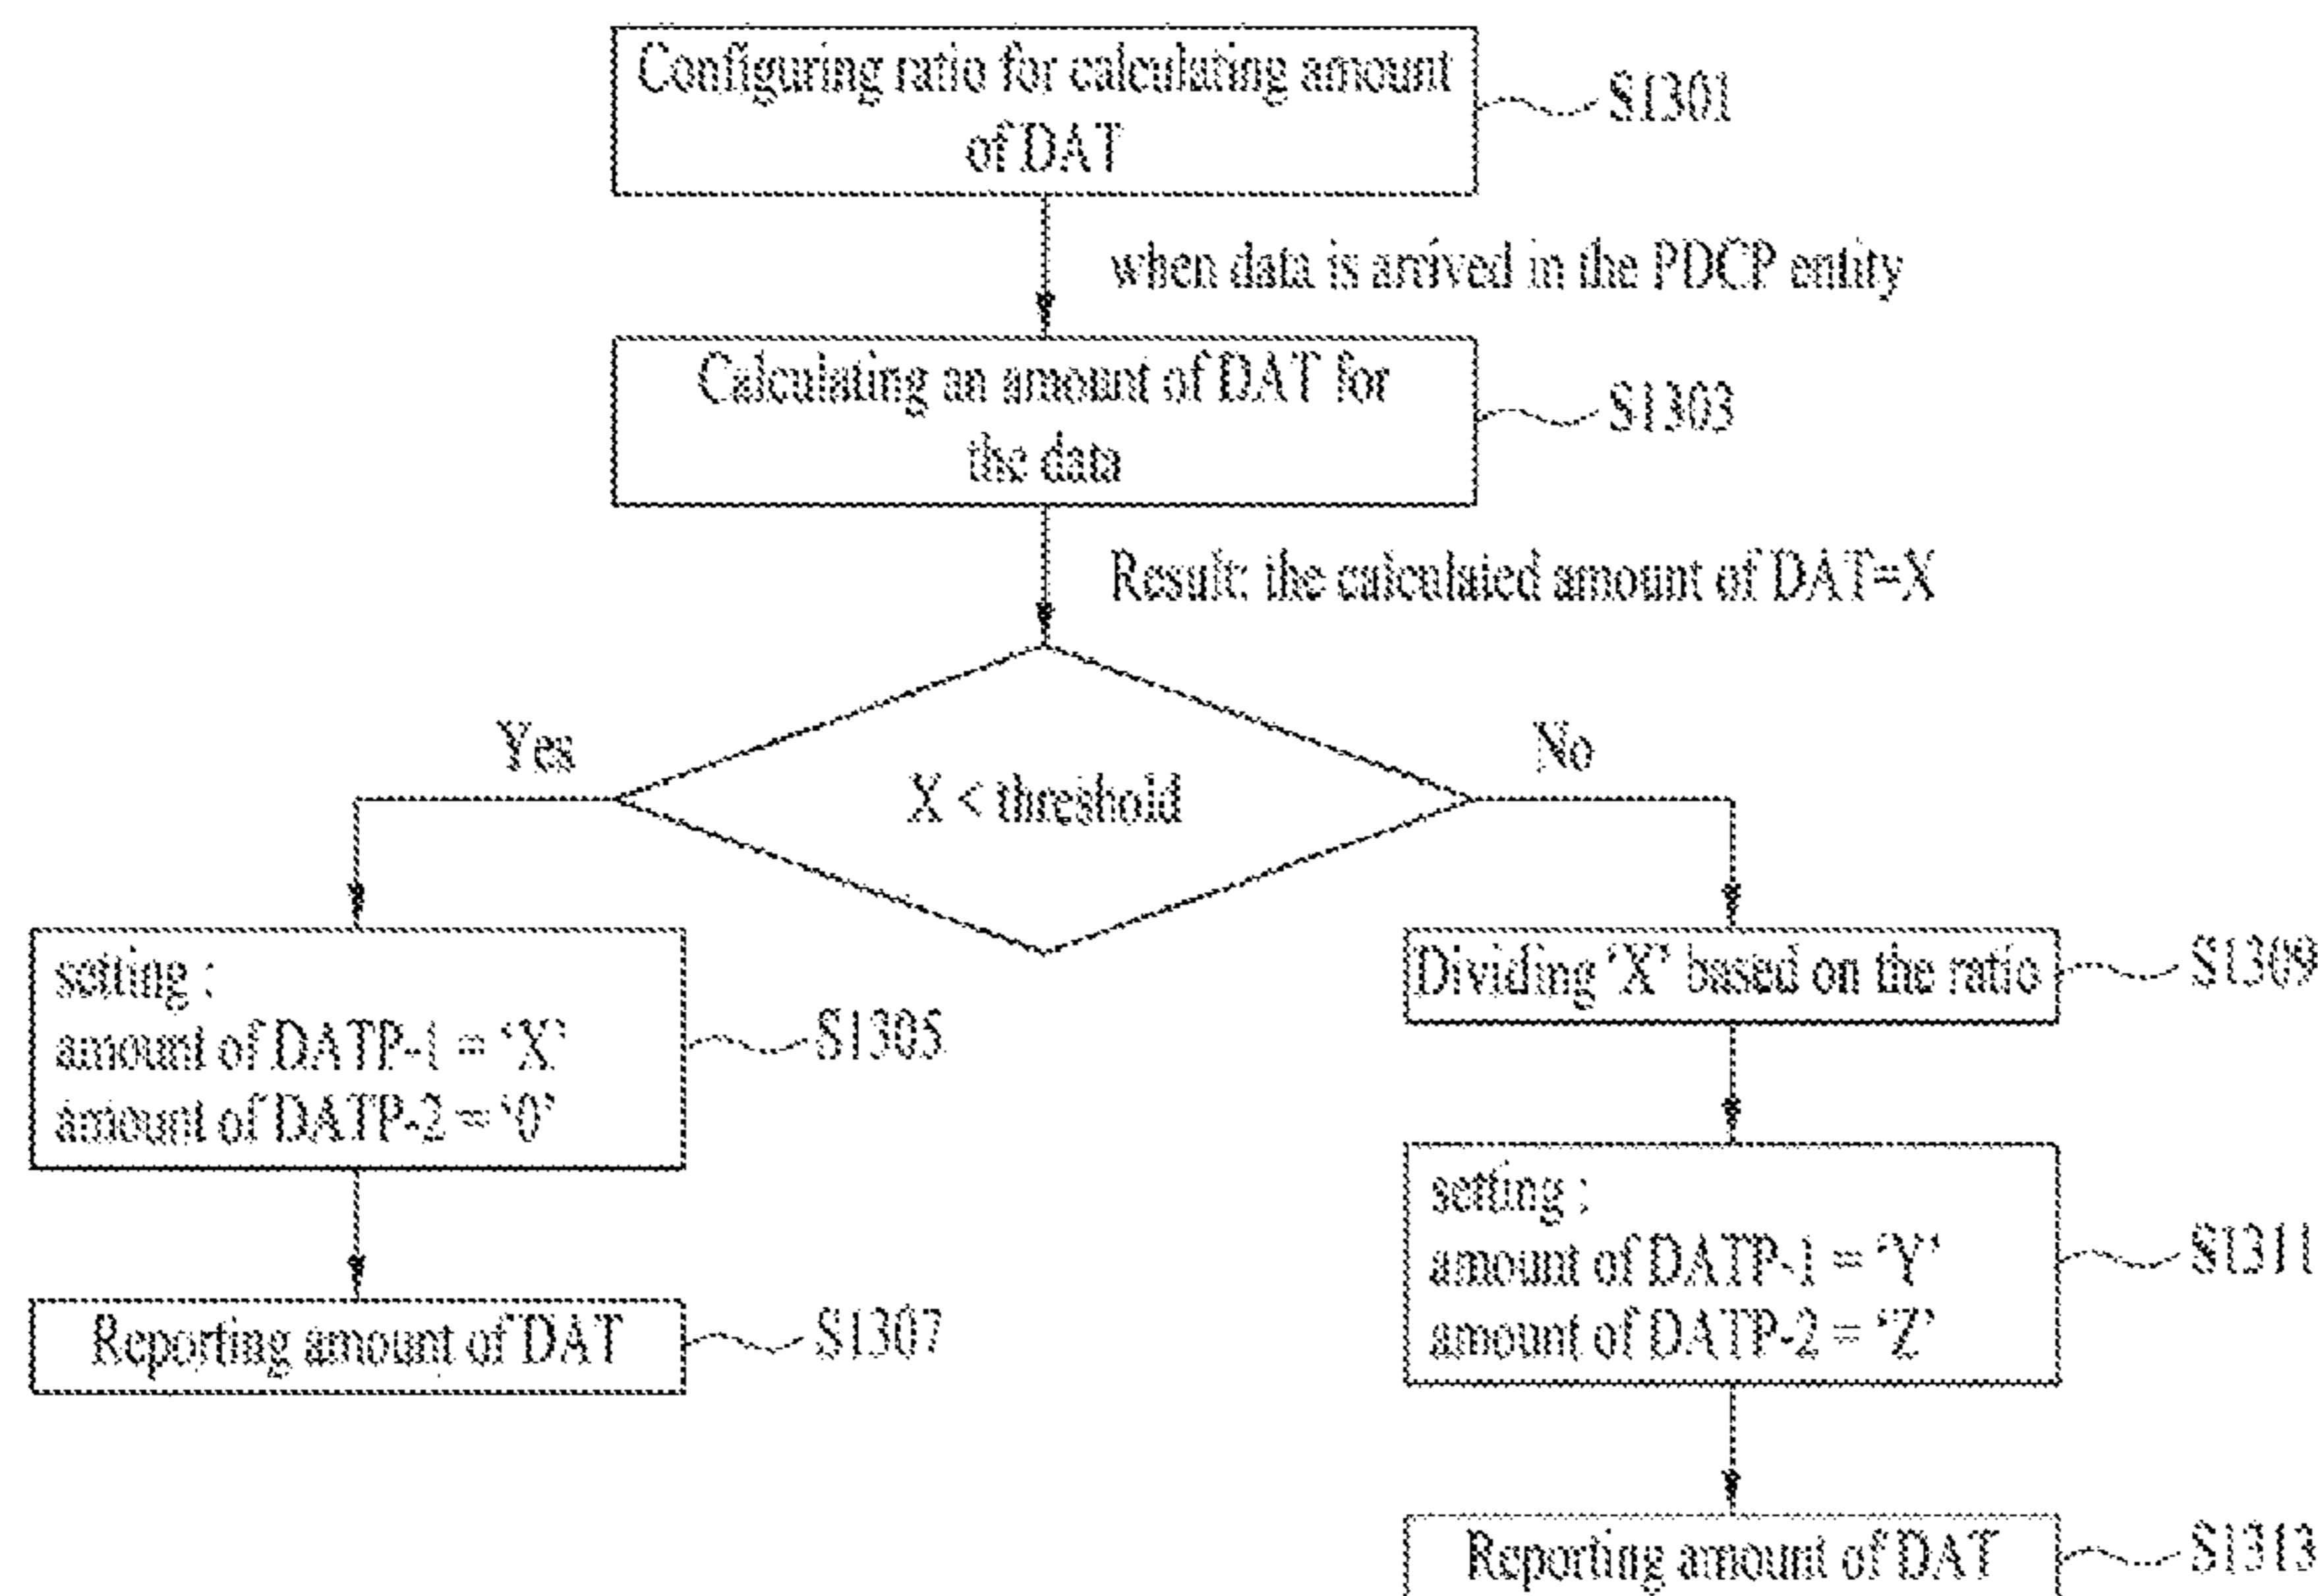 Configuring ratio for calculating amount
of DAT
S1301
when data is arrived in the PDCP entity
Calculating an amount of DAT for
the data
S1303
Result: the calculated amount of DAT=X
Yes
No
X < threshold
setting :
amount of DATP-1 = ‘X’
amount of DATP-2 = ‘0’
S1305
Dividing ‘X’ based on the ratio
S1309
Reporting amount of DAT
S1307
setting :
amount of DATP-1 = ‘Y’
amount of DATP-2 = ‘Z’
S1311
Reporting amount of DAT
S1313